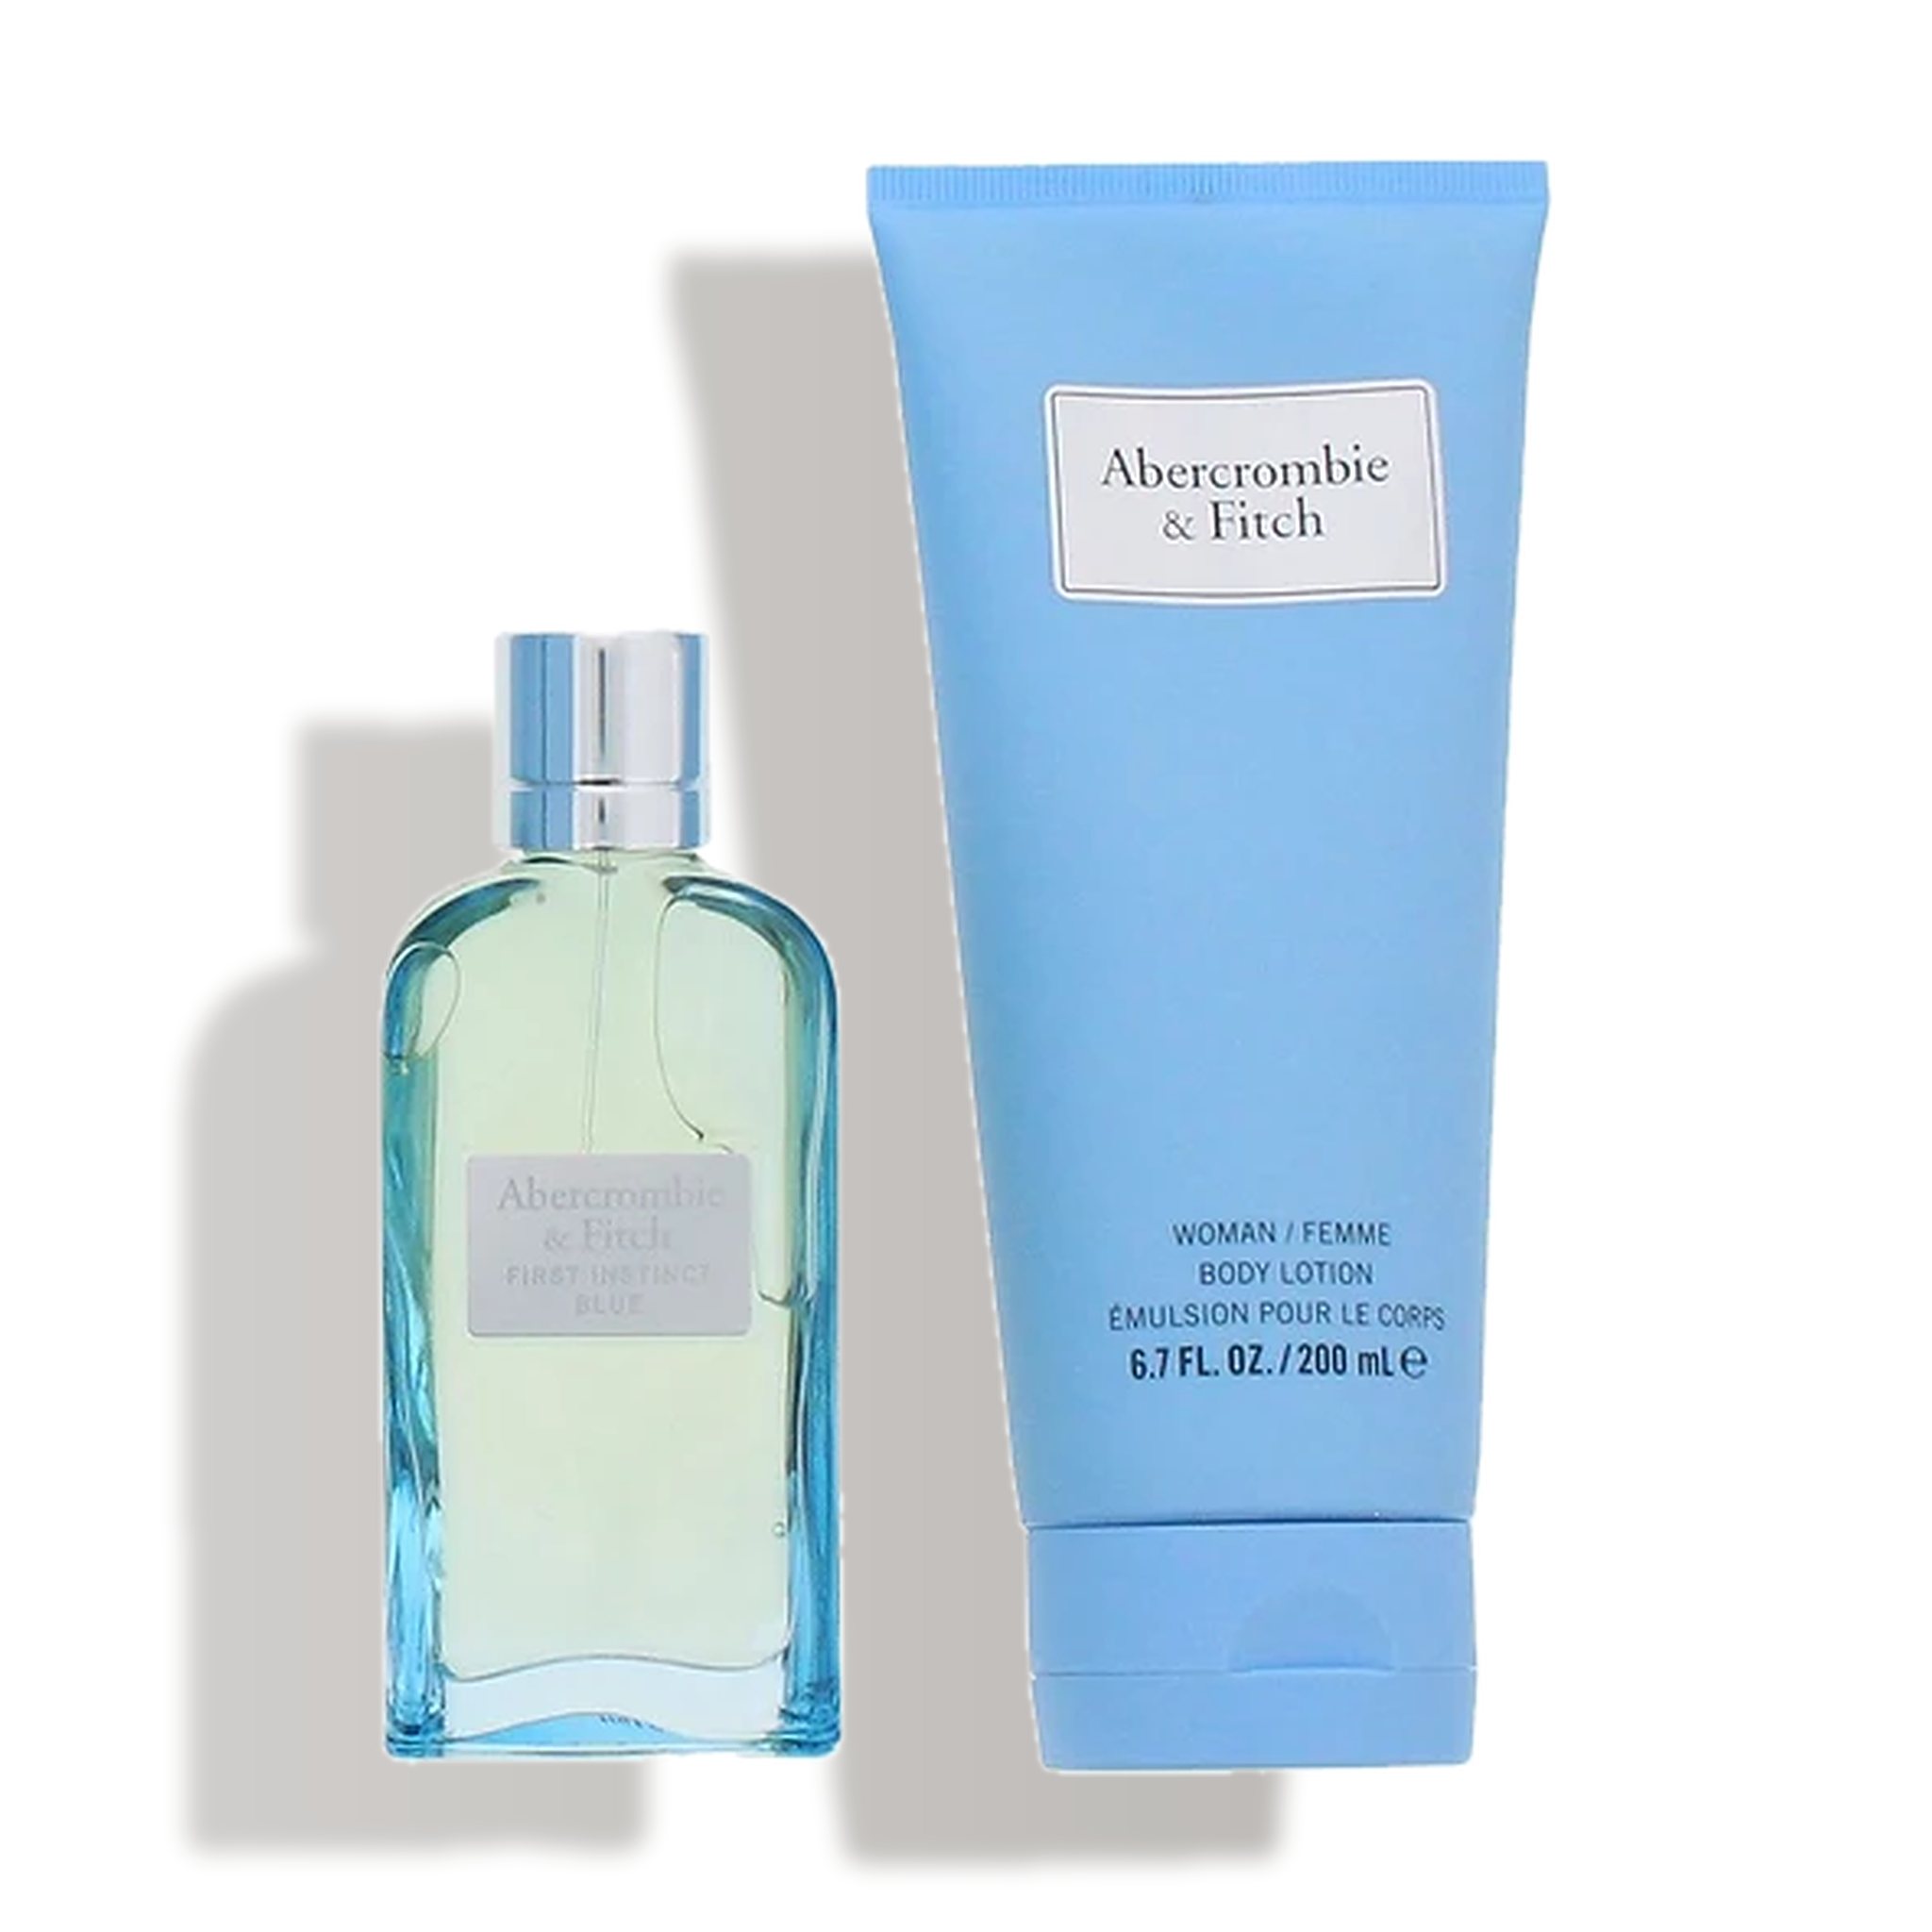 Abercrombie
& Fitch
FIRST INSTINCT
BLUE
Abercrombie
& Fitch
WOMAN / FEMME
BODY LOTION
ÉMULSION POUR LE CORPS
6.7 FL. OZ. / 200 mL ℮